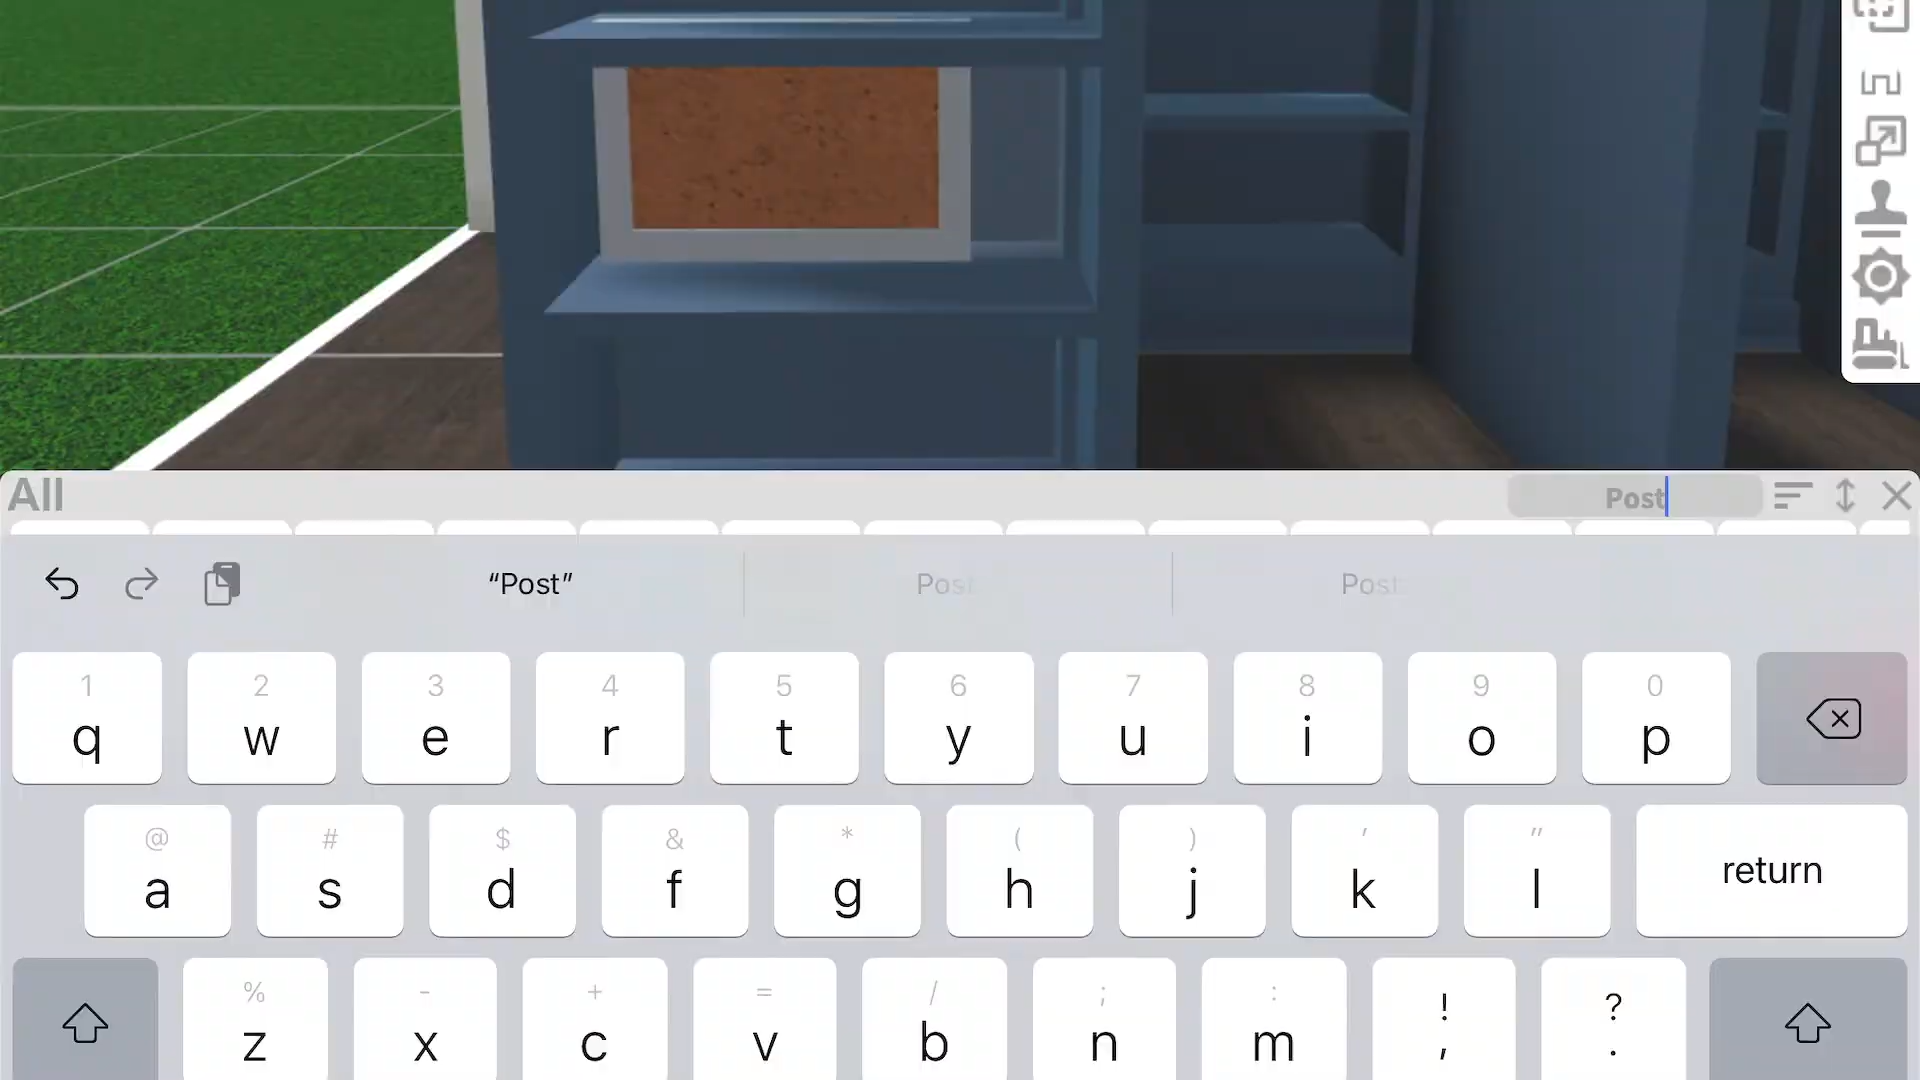 All
Post
“Post” Post Post
1 2 3 4 5 6 7 8 9 0
q w e r t y u i o p
@ # $ & * ( ) ' "
a s d f g h j k l return
% - + = / ; : ! ?
z x c v b n m , .